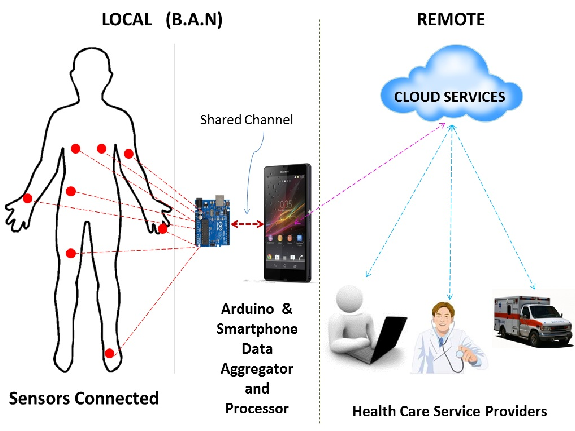 LOCAL (B.A.N)
REMOTE
CLOUD SERVICES
Shared Channel
Arduino &
Smartphone
Data
Aggregator
and
Processor
Sensors Connected
Health Care Service Providers